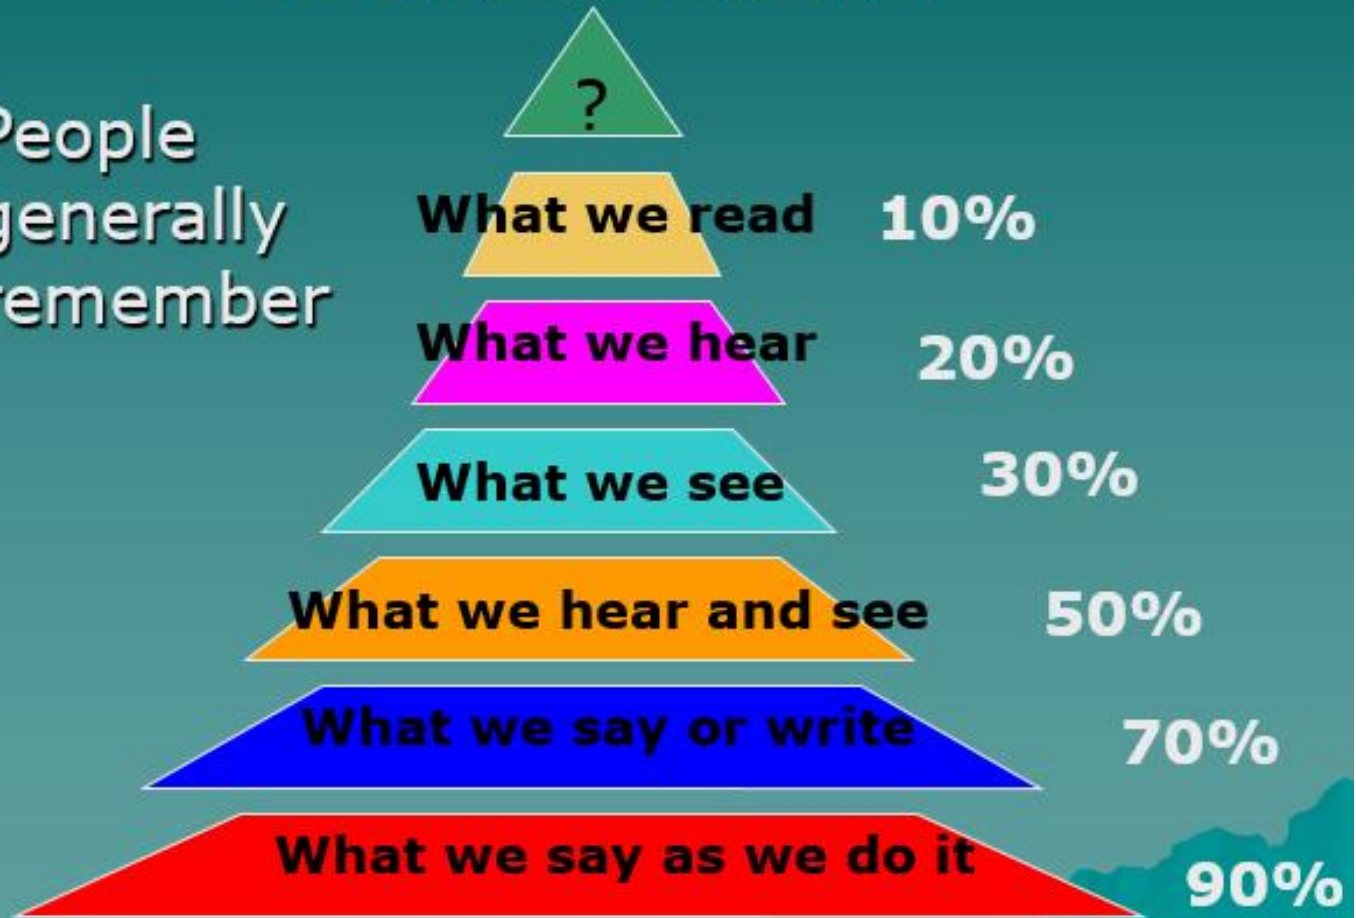 People
generally
remember
?
What we read 10%
What we hear 20%
What we see 30%
What we hear and see 50%
What we say or write 70%
What we say as we do it 90%